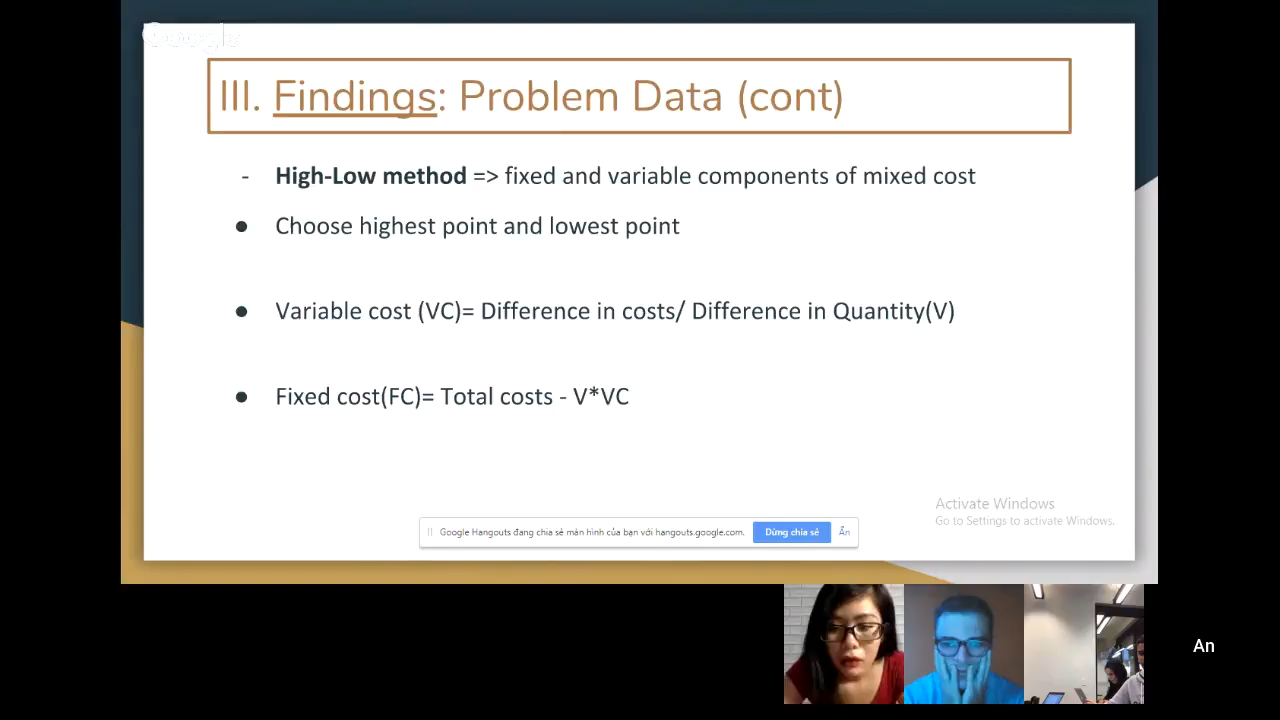 Google
III. Findings: Problem Data (cont)
- High-Low method => fixed and variable components of mixed cost
● Choose highest point and lowest point
● Variable cost (VC)= Difference in costs/ Difference in Quantity(V)
● Fixed cost(FC)= Total costs - V*VC
Activate Windows
Go to Settings to activate Windows.
Google Hangouts đang chia sẻ màn hình của bạn với hangouts.google.com. Dừng chia sẻ Ẩn
An